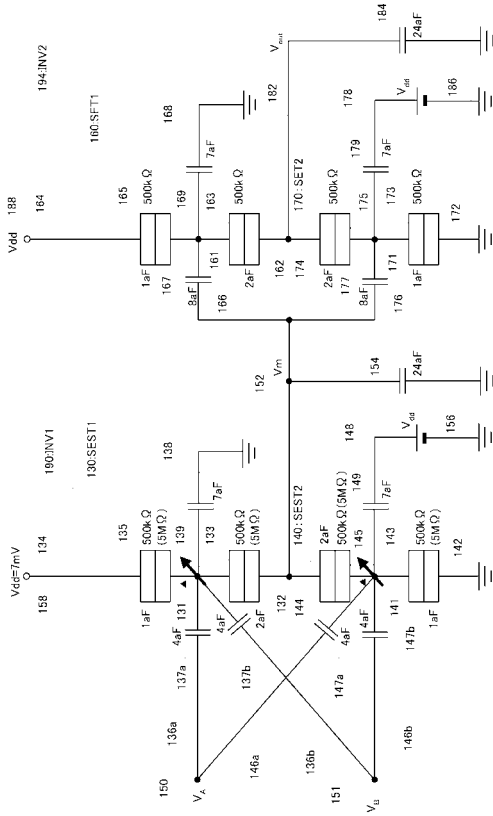 194:INV2
190:INV1
160:SET1
130:SEST1
188
Vdd
164
158
Vdd=7mV
134
165
500kΩ
1aF
167
169
163
168
7aF
161
8aF
166
500kΩ
2aF
162
174
170:SET2
182
Vout
184
24aF
500kΩ
2aF
177
175
173
179
178
7aF
Vdd
186
171
8aF
176
500kΩ
1aF
172
135
500kΩ
(5MΩ)
1aF
139
133
138
7aF
131
4aF
137a
136a
150
VA
4aF
137b
500kΩ
(5MΩ)
2aF
132
144
140:SEST2
152
Vm
154
24aF
2aF
500kΩ(5MΩ)
145
143
149
148
7aF
Vdd
156
4aF
147a
146a
136b
151
VB
4aF
147b
146b
141
500kΩ
(5MΩ)
1aF
142